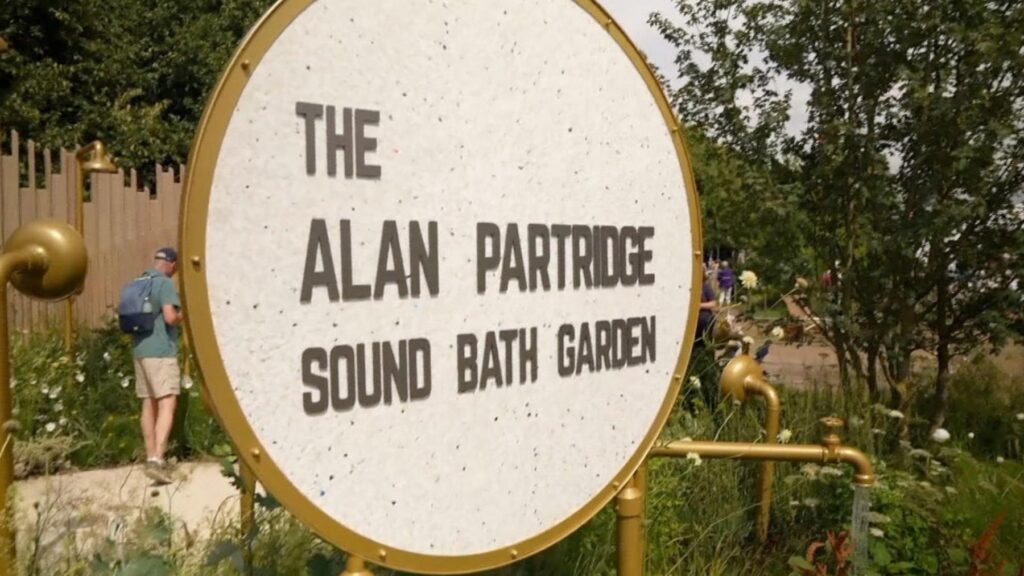 THE
ALAN PARTRIDGE
SOUND BATH GARDEN